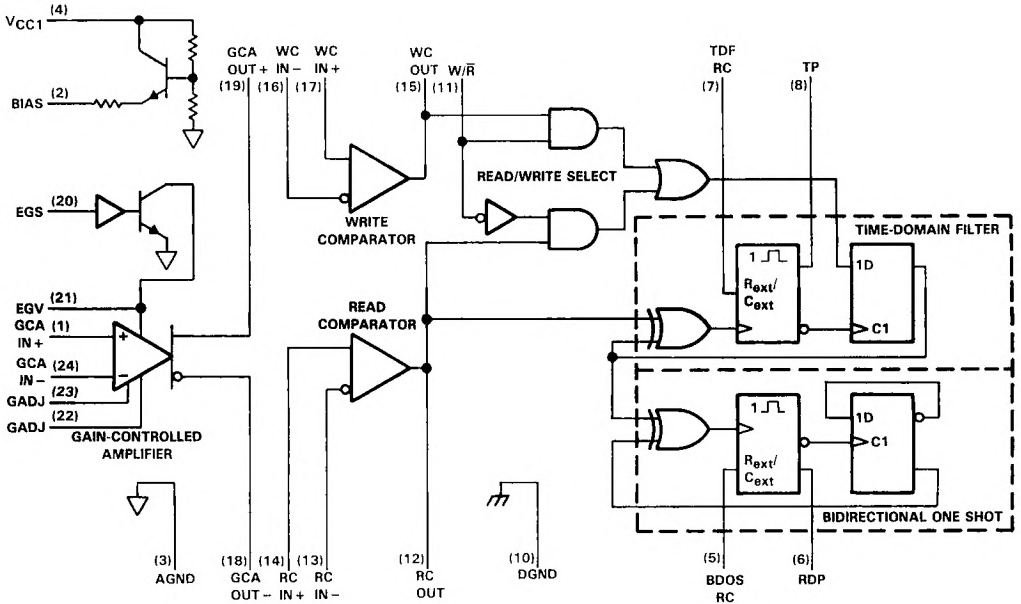 (4)
VCC1
BIAS (2)
GCA
OUT+
(19)
WC
IN−
(16)
WC
IN+
(17)
WC
OUT
(15)
W/R̅
(11)
TDF
RC
(7)
TP
(8)
READ/WRITE SELECT
EGS (20)
WRITE
COMPARATOR
TIME-DOMAIN FILTER
1
Rext/
Cext
1D
C1
EGV (21)
GCA (1)
IN+
+
GCA (24)
IN−
−
(23)
GADJ
(22)
GADJ
GAIN-CONTROLLED
AMPLIFIER
READ
COMPARATOR
1
Rext/
Cext
1D
C1
BIDIRECTIONAL ONE SHOT
(3)
AGND
(18)
GCA
OUT−
(14)
RC
IN+
(13)
RC
IN−
(12)
RC
OUT
(10)
DGND
(5)
BDOS
RC
(6)
RDP